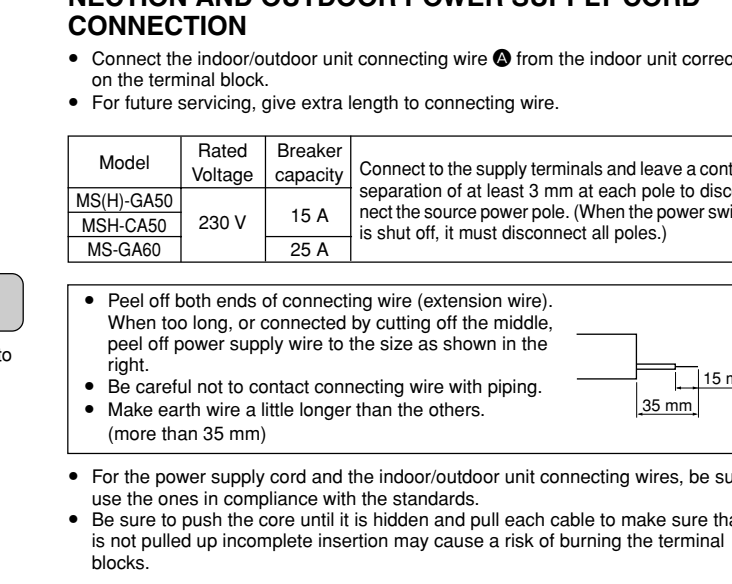 NECTION AND OUTDOOR POWER SUPPLY CORD
CONNECTION
• Connect the indoor/outdoor unit connecting wire A from the indoor unit correc
on the terminal block.
• For future servicing, give extra length to connecting wire.
Model
Rated
Voltage
Breaker
capacity
MS(H)-GA50
MSH-CA50
MS-GA60
230 V
15 A
25 A
Connect to the supply terminals and leave a cont
separation of at least 3 mm at each pole to disco
nect the source power pole. (When the power swi
is shut off, it must disconnect all poles.)
to
• Peel off both ends of connecting wire (extension wire).
When too long, or connected by cutting off the middle,
peel off power supply wire to the size as shown in the
right.
• Be careful not to contact connecting wire with piping.
• Make earth wire a little longer than the others.
(more than 35 mm)
15 m
35 mm
• For the power supply cord and the indoor/outdoor unit connecting wires, be su
use the ones in compliance with the standards.
• Be sure to push the core until it is hidden and pull each cable to make sure tha
is not pulled up incomplete insertion may cause a risk of burning the terminal
blocks.